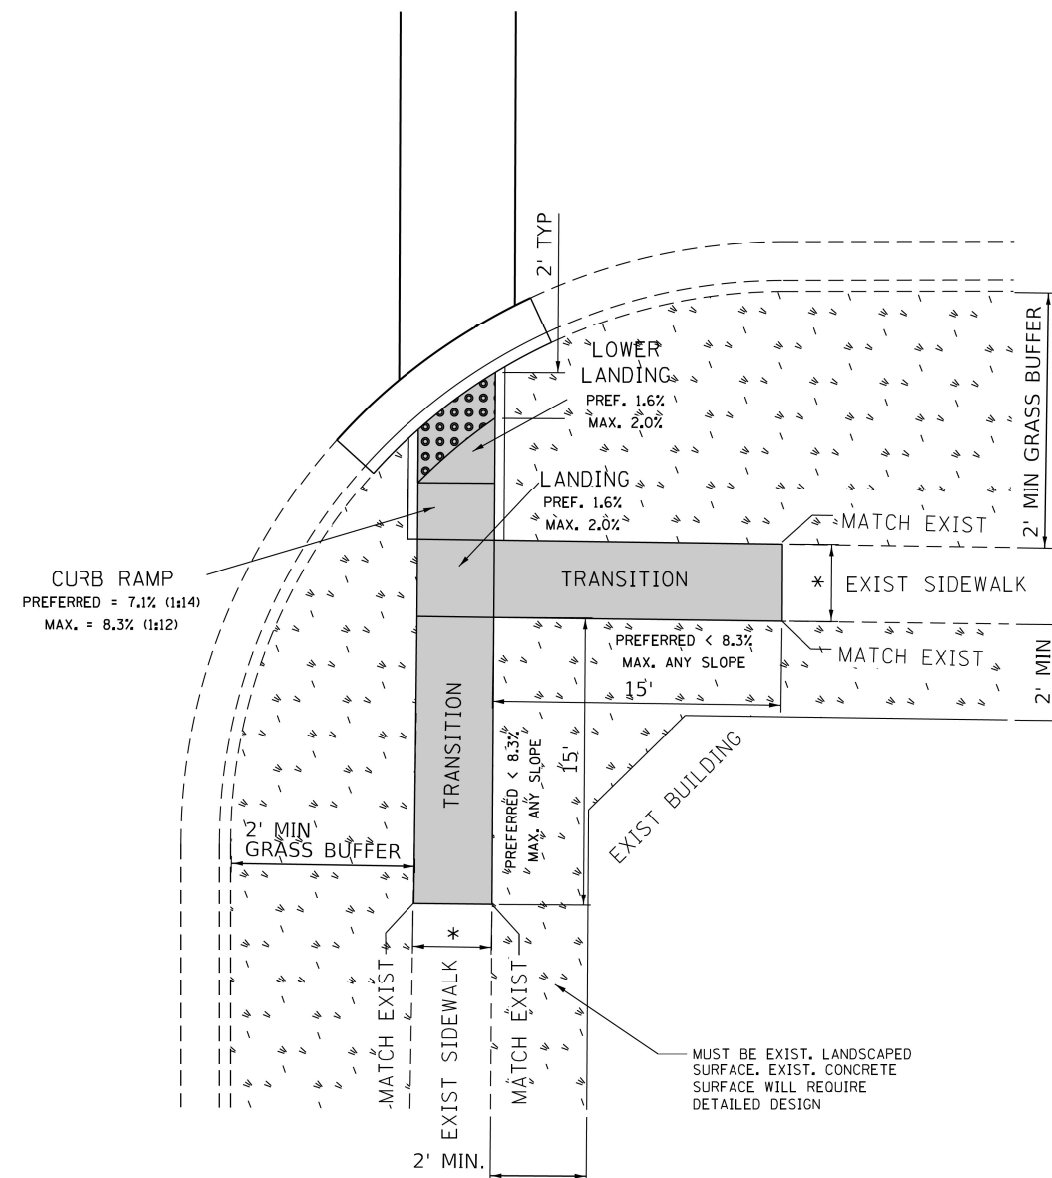 2' TYP
LOWER
LANDING
PREF. 1.6%
MAX. 2.0%
LANDING
PREF. 1.6%
MAX. 2.0%
2' MIN GRASS BUFFER
MATCH EXIST
CURB RAMP
PREFERRED = 7.1% (1:14)
MAX. = 8.3% (1:12)
TRANSITION
* EXIST SIDEWALK
PREFERRED < 8.3%
MAX. ANY SLOPE
MATCH EXIST
15'
2' MIN
TRANSITION
PREFERRED < 8.3%
MAX. ANY SLOPE
15'
EXIST BUILDING
2' MIN
GRASS BUFFER
*
MATCH EXIST
EXIST SIDEWALK
MATCH EXIST
MUST BE EXIST. LANDSCAPED
SURFACE. EXIST. CONCRETE
SURFACE WILL REQUIRE
DETAILED DESIGN
2' MIN.